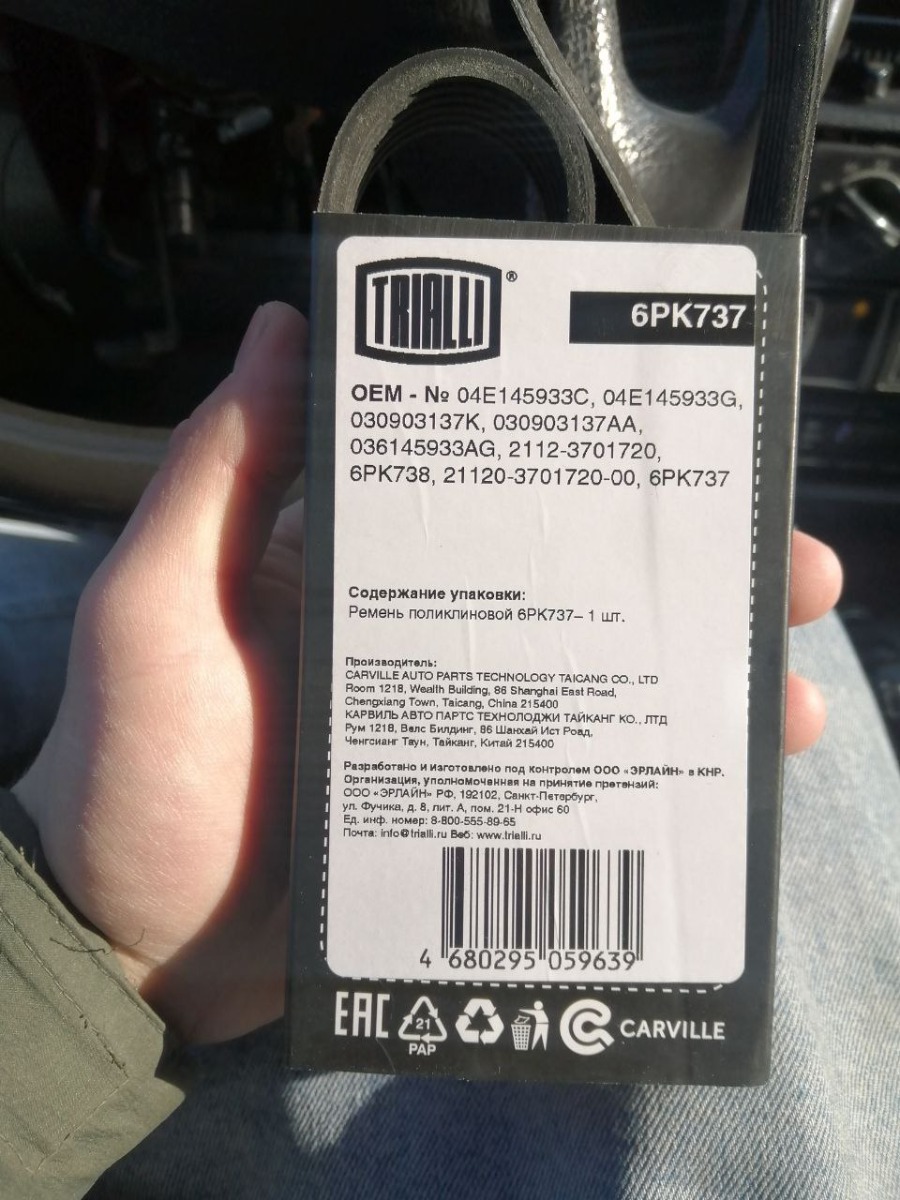 TRIALLI®
6PK737
OEM - № 04E145933C, 04E145933G,
030903137K, 030903137AA,
036145933AG, 2112-3701720,
6PK738, 21120-3701720-00, 6PK737
Содержание упаковки:
Ремень поликлиновой 6PK737– 1 шт.
Производитель:
CARVILLE AUTO PARTS TECHNOLOGY TAICANG CO., LTD
Room 1218, Wealth Building, 86 Shanghai East Road,
Chengxiang Town, Taicang, China 215400
КАРВИЛЬ АВТО ПАРТС ТЕХНОЛОДЖИ ТАЙКАНГ КО., ЛТД
Рум 1218, Велс Билдинг, 86 Шанхай Ист Роад,
Ченгсианг Таун, Тайканг, Китай 215400
Разработано и изготовлено под контролем ООО «ЭРЛАЙН» в КНР.
Организация, уполномоченная на принятие претензий:
ООО «ЭРЛАЙН» РФ, 192102, Санкт-Петербург,
ул. Фучика, д. 8, лит. А, пом. 21-Н офис 60
Ед. инф. номер: 8-800-555-89-65
Почта: info@trialli.ru Веб: www.trialli.ru
4 680295 059639
EAC
21
PAP
CARVILLE